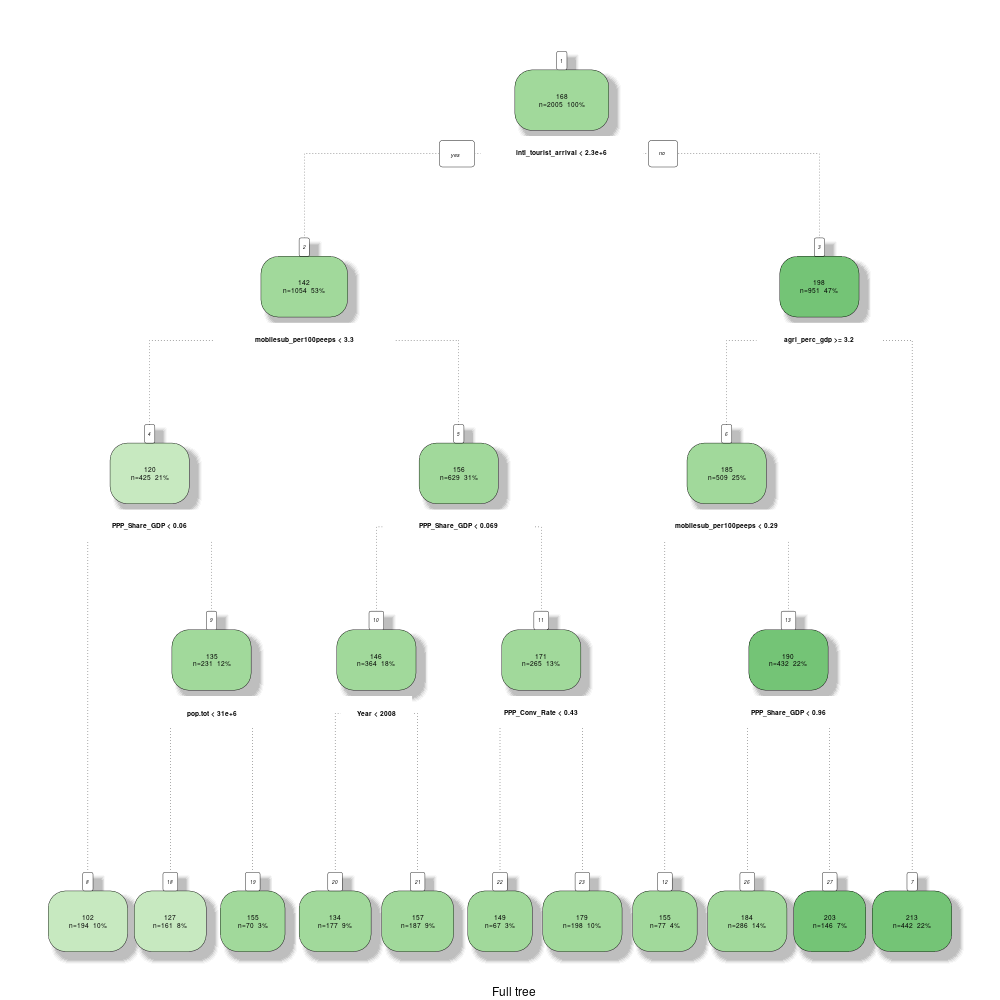 1
168
n=2005 100%
yes
intl_tourist_arrival < 2.3e+6
no
2
142
n=1054 53%
3
198
n=951 47%
mobilesub_per100peeps < 3.3
agri_perc_gdp >= 3.2
4
120
n=425 21%
5
156
n=629 31%
6
185
n=509 25%
PPP_Share_GDP < 0.06
PPP_Share_GDP < 0.069
mobilesub_per100peeps < 0.29
9
135
n=231 12%
10
146
n=364 18%
11
171
n=265 13%
13
190
n=432 22%
pop.tot < 31e+6
Year < 2008
PPP_Conv_Rate < 0.43
PPP_Share_GDP < 0.96
8
102
n=194 10%
18
127
n=161 8%
19
155
n=70 3%
20
134
n=177 9%
21
157
n=187 9%
22
149
n=67 3%
23
179
n=198 10%
12
155
n=77 4%
26
184
n=286 14%
27
203
n=146 7%
7
213
n=442 22%
Full tree